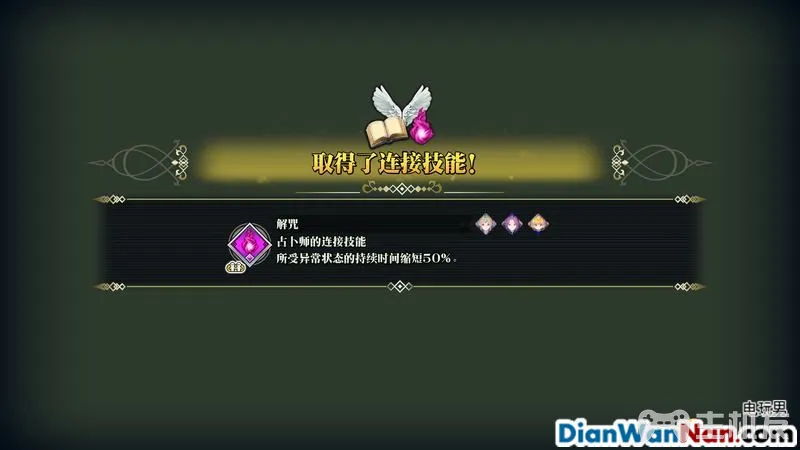 取得了连接技能！
解咒
占卜师的连接技能
所受异常状态的持续时间缩短50%。
电玩男
DianWanNan.com